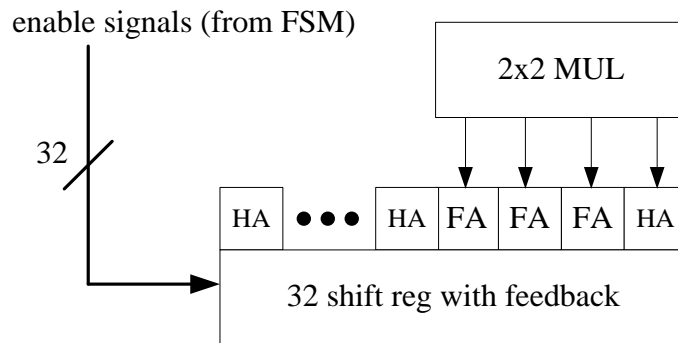 enable signals (from FSM)
2x2 MUL
32
HA ●●● HA FA FA FA HA
32 shift reg with feedback